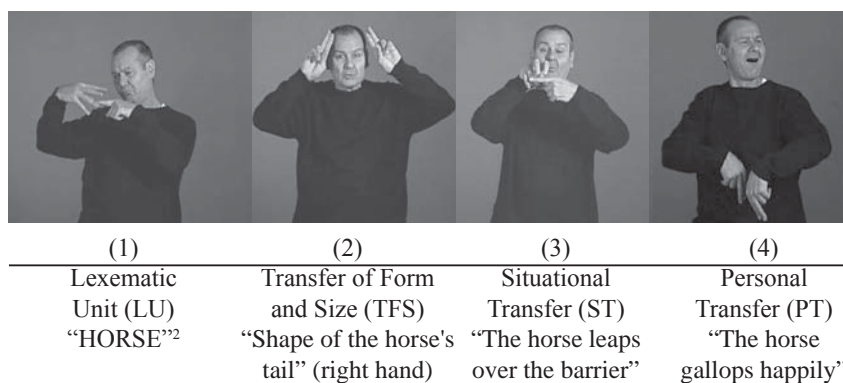 (1) (2) (3) (4)
Lexematic Transfer of Form Situational Personal
Unit (LU) and Size (TFS) Transfer (ST) Transfer (PT)
“HORSE”² “Shape of the horse's “The horse leaps “The horse
tail” (right hand) over the barrier” gallops happily”